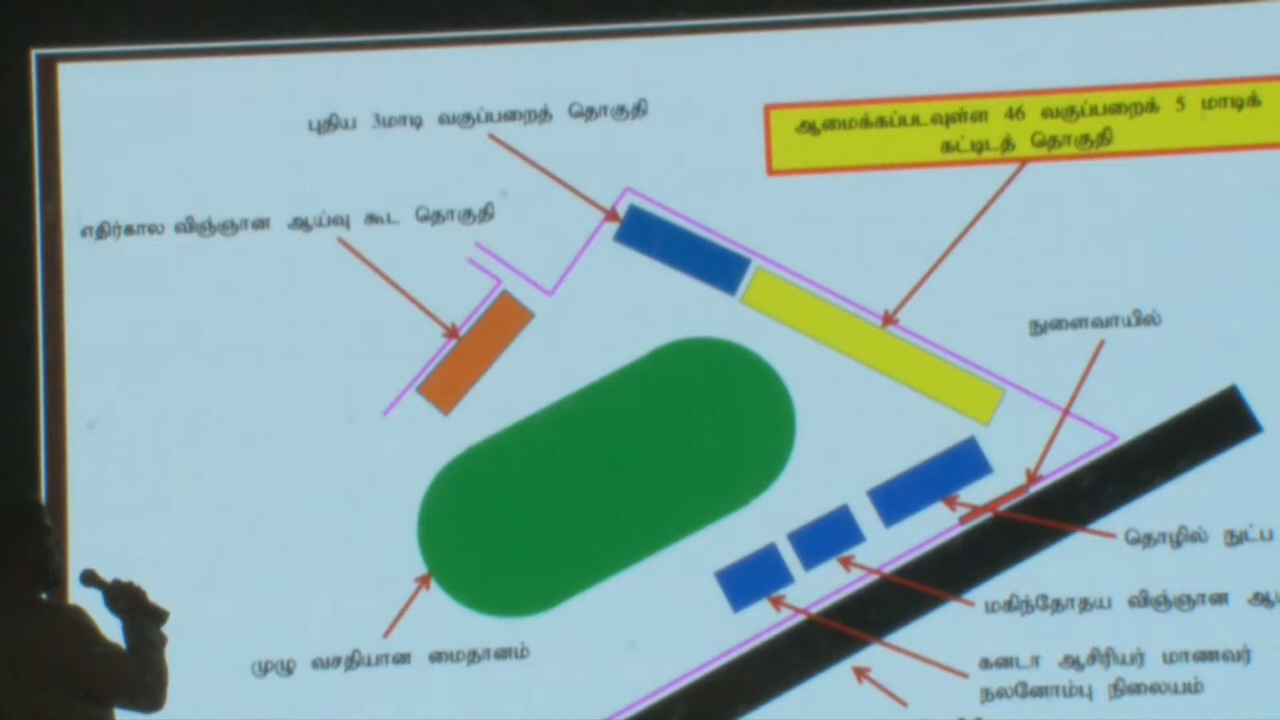 புதிய 3மாடி வகுப்பறைத் தொகுதி
ஆமைக்கப்படவுள்ள 46 வகுப்பறைக் 5 மாடிக்
கட்டிடத் தொகுதி
எதிர்கால விஞ்ஞான ஆய்வு கூட தொகுதி
நுளைவாயில்
தொழில் நுட்ப
மகிந்தோதய விஞ்ஞான
முழு வசதியான மைதானம்
கனடா ஆசிரியர் மாணவர்
நலனோம்பு நிலையம்